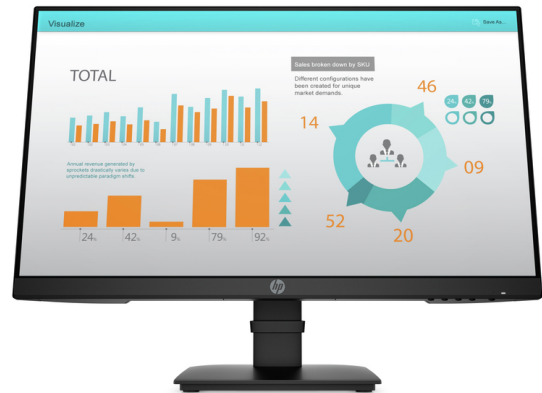 Visualize
Save As...
TOTAL
Sales broken down by SKU.
Different configurations have
been created for unique
market demands.
46
24%
42%
79%
14
09
52
20
Annual revenue generated by
sprockets drastically varies due to
unpredictable paradigm shifts.
24%
42%
9%
79%
92%
hp